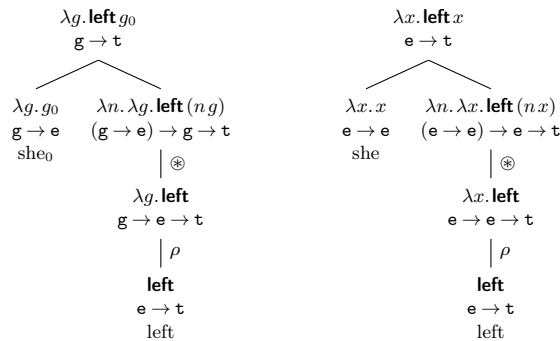 λg. left g₀
g → t
λg. g₀
g → e
she₀
λn. λg. left (n g)
(g → e) → g → t
⊛
λg. left
g → e → t
ρ
left
e → t
left
λx. left x
e → t
λx. x
e → e
she
λn. λx. left (n x)
(e → e) → e → t
⊛
λx. left
e → e → t
ρ
left
e → t
left